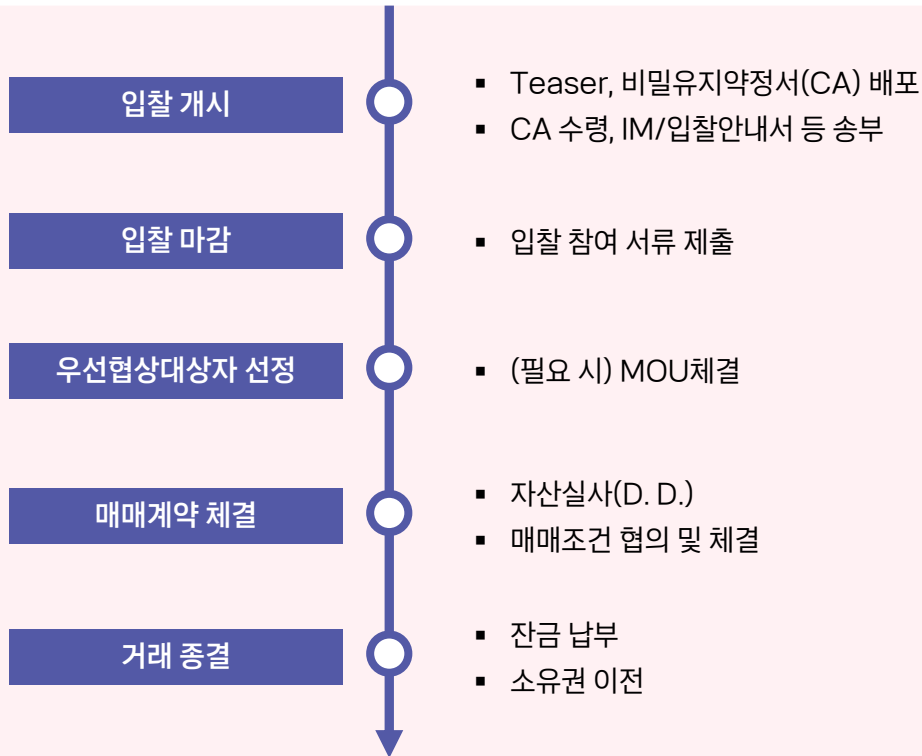 입찰 개시
▪ Teaser, 비밀유지약정서(CA) 배포
▪ CA 수령, IM/입찰안내서 등 송부
입찰 마감
▪ 입찰 참여 서류 제출
우선협상대상자 선정
▪ (필요 시) MOU체결
매매계약 체결
▪ 자산실사(D. D.)
▪ 매매조건 협의 및 체결
거래 종결
▪ 잔금 납부
▪ 소유권 이전